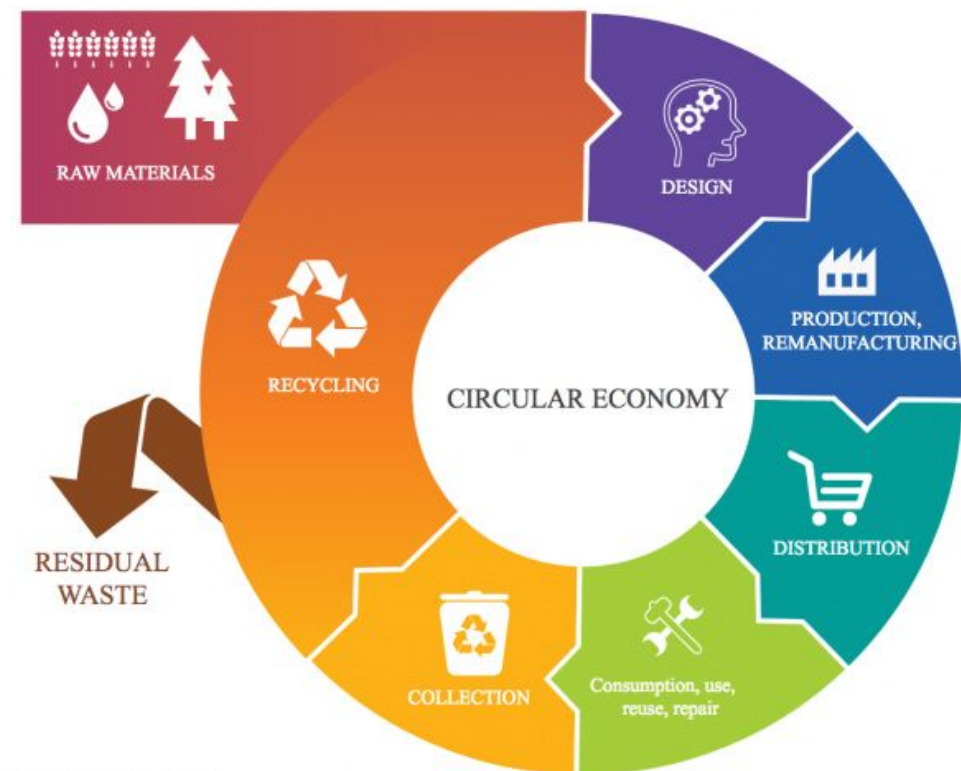 RAW MATERIALS
DESIGN
PRODUCTION,
REMANUFACTURING
RECYCLING
CIRCULAR ECONOMY
DISTRIBUTION
RESIDUAL
WASTE
COLLECTION
Consumption, use,
reuse, repair